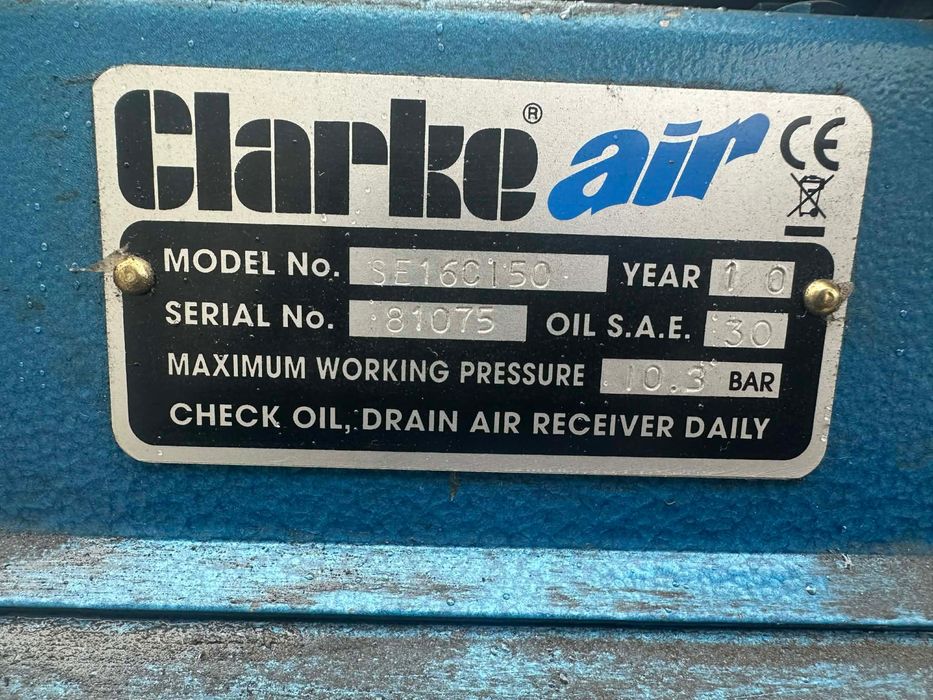 Clarke® air CE
MODEL No. SE16C150 YEAR 10
SERIAL No. 81075 OIL S.A.E. 30
MAXIMUM WORKING PRESSURE 10.3 BAR
CHECK OIL, DRAIN AIR RECEIVER DAILY